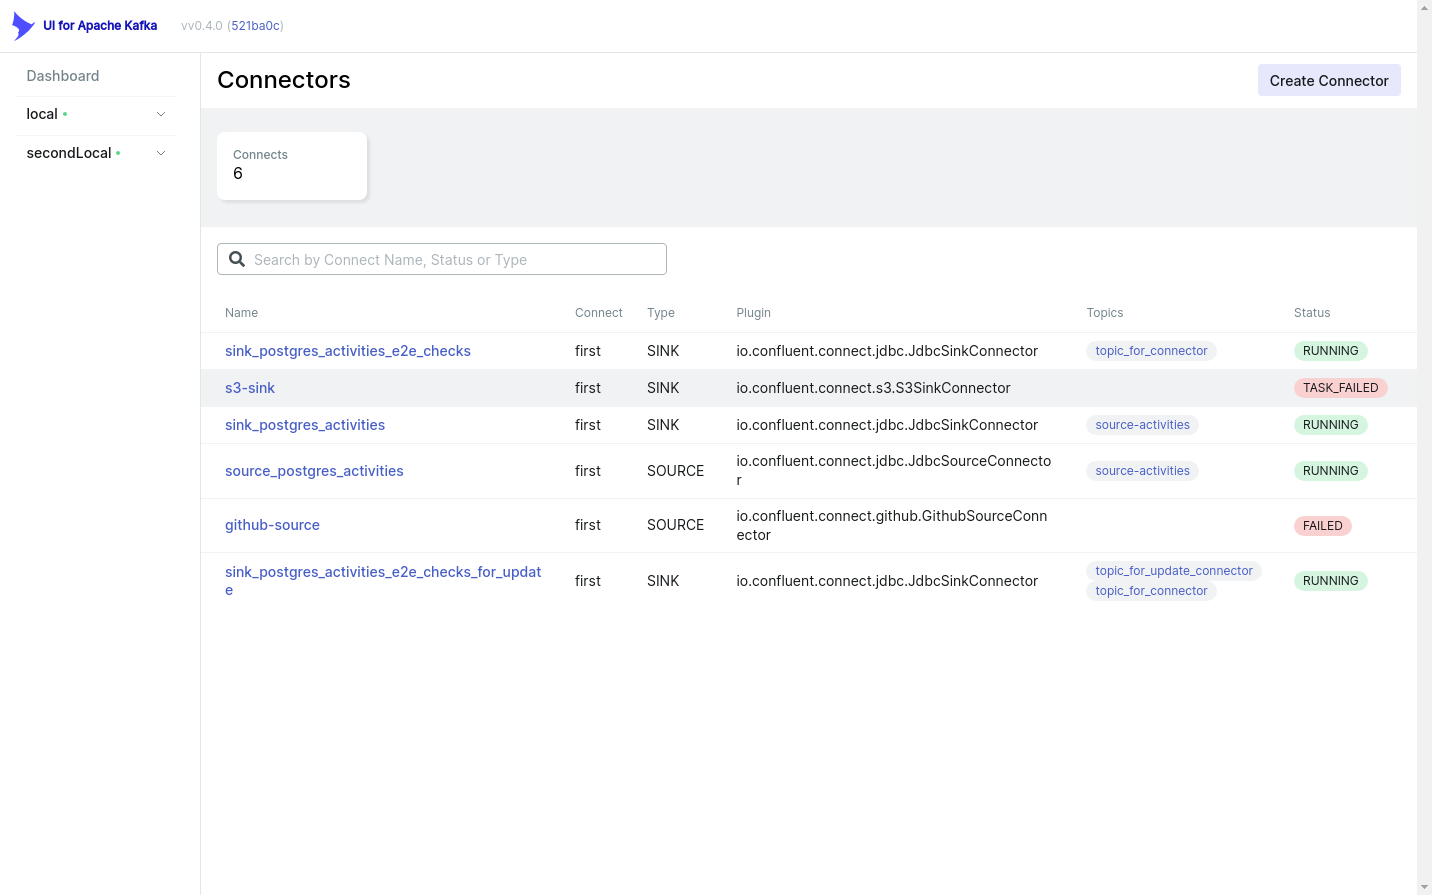 UI for Apache Kafka
vv0.4.0 (521ba0c)
Dashboard
local
secondLocal
Connectors
Create Connector
Connects
6
Search by Connect Name, Status or Type
Name Connect Type Plugin Topics Status
sink_postgres_activities_e2e_checks first SINK io.confluent.connect.jdbc.JdbcSinkConnector topic_for_connector RUNNING
s3-sink first SINK io.confluent.connect.s3.S3SinkConnector TASK_FAILED
sink_postgres_activities first SINK io.confluent.connect.jdbc.JdbcSinkConnector source-activities RUNNING
source_postgres_activities first SOURCE io.confluent.connect.jdbc.JdbcSourceConnecto
r
source-activities RUNNING
github-source first SOURCE io.confluent.connect.github.GithubSourceConn
ector
FAILED
sink_postgres_activities_e2e_checks_for_updat
e
first SINK io.confluent.connect.jdbc.JdbcSinkConnector
topic_for_update_connector
topic_for_connector
RUNNING